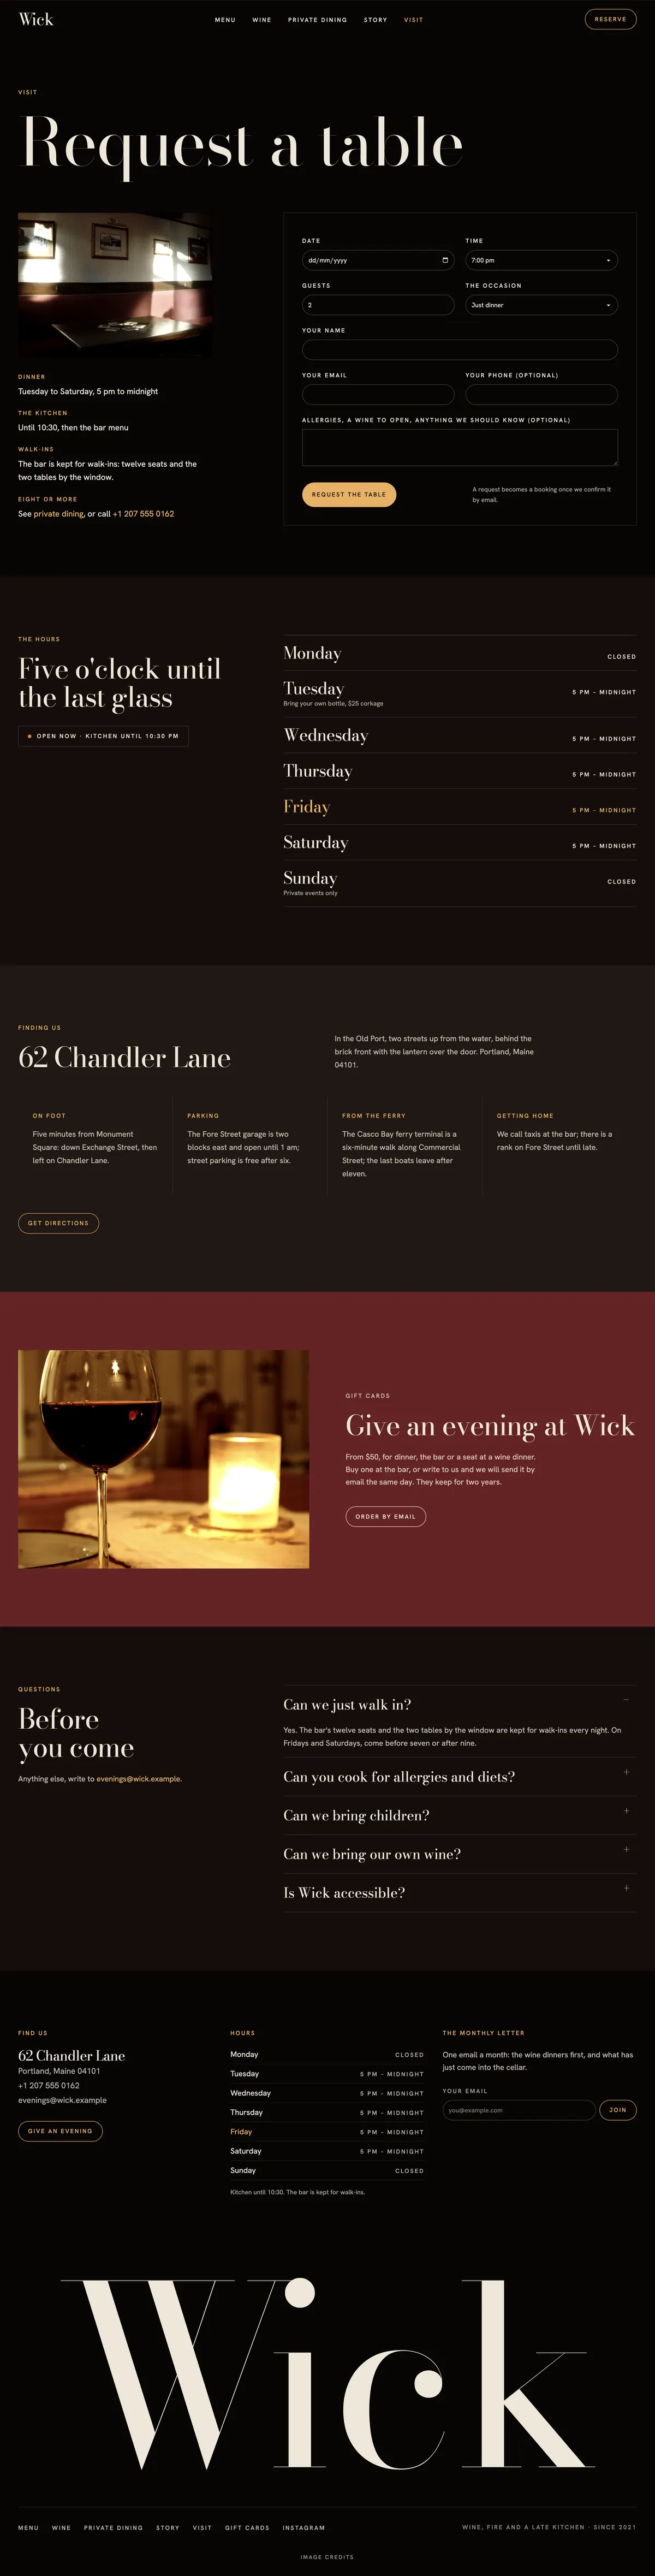 Wick
MENU WINE PRIVATE DINING STORY VISIT
RESERVE
VISIT
Request a table
DINNER
Tuesday to Saturday, 5 pm to midnight
THE KITCHEN
Until 10:30, then the bar menu
WALK-INS
The bar is kept for walk-ins: twelve seats and the
two tables by the window.
EIGHT OR MORE
See private dining, or call +1 207 555 0162
DATE
dd/mm/yyyy
TIME
7:00 pm
GUESTS
2
THE OCCASION
Just dinner
YOUR NAME
YOUR EMAIL
YOUR PHONE (OPTIONAL)
ALLERGIES, A WINE TO OPEN, ANYTHING WE SHOULD KNOW (OPTIONAL)
REQUEST THE TABLE
A request becomes a booking once we confirm it
by email.
THE HOURS
Five o'clock until
the last glass
OPEN NOW · KITCHEN UNTIL 10:30 PM
Monday
CLOSED
Tuesday
Bring your own bottle, $25 corkage
5 PM – MIDNIGHT
Wednesday
5 PM – MIDNIGHT
Thursday
5 PM – MIDNIGHT
Friday
5 PM – MIDNIGHT
Saturday
5 PM – MIDNIGHT
Sunday
Private events only
CLOSED
FINDING US
62 Chandler Lane
In the Old Port, two streets up from the water, behind the
brick front with the lantern over the door. Portland, Maine
04101.
ON FOOT
Five minutes from Monument
Square: down Exchange Street, then
left on Chandler Lane.
PARKING
The Fore Street garage is two
blocks east and open until 1 am;
street parking is free after six.
FROM THE FERRY
The Casco Bay ferry terminal is a
six-minute walk along Commercial
Street; the last boats leave after
eleven.
GETTING HOME
We call taxis at the bar; there is a
rank on Fore Street until late.
GET DIRECTIONS
GIFT CARDS
Give an evening at Wick
From $50, for dinner, the bar or a seat at a wine dinner.
Buy one at the bar, or write to us and we will send it by
email the same day. They keep for two years.
ORDER BY EMAIL
QUESTIONS
Before
you come
Anything else, write to evenings@wick.example.
Can we just walk in?
Yes. The bar's twelve seats and the two tables by the window are kept for walk-ins every night. On
Fridays and Saturdays, come before seven or after nine.
Can you cook for allergies and diets?
Can we bring children?
Can we bring our own wine?
Is Wick accessible?
FIND US
62 Chandler Lane
Portland, Maine 04101
+1 207 555 0162
evenings@wick.example
GIVE AN EVENING
HOURS
Monday CLOSED
Tuesday 5 PM – MIDNIGHT
Wednesday 5 PM – MIDNIGHT
Thursday 5 PM – MIDNIGHT
Friday 5 PM – MIDNIGHT
Saturday 5 PM – MIDNIGHT
Sunday CLOSED
Kitchen until 10:30. The bar is kept for walk-ins.
THE MONTHLY LETTER
One email a month: the wine dinners first, and what has
just come into the cellar.
YOUR EMAIL
you@example.com
JOIN
Wick
MENU WINE PRIVATE DINING STORY VISIT GIFT CARDS INSTAGRAM
WINE, FIRE AND A LATE KITCHEN · SINCE 2021
IMAGE CREDITS